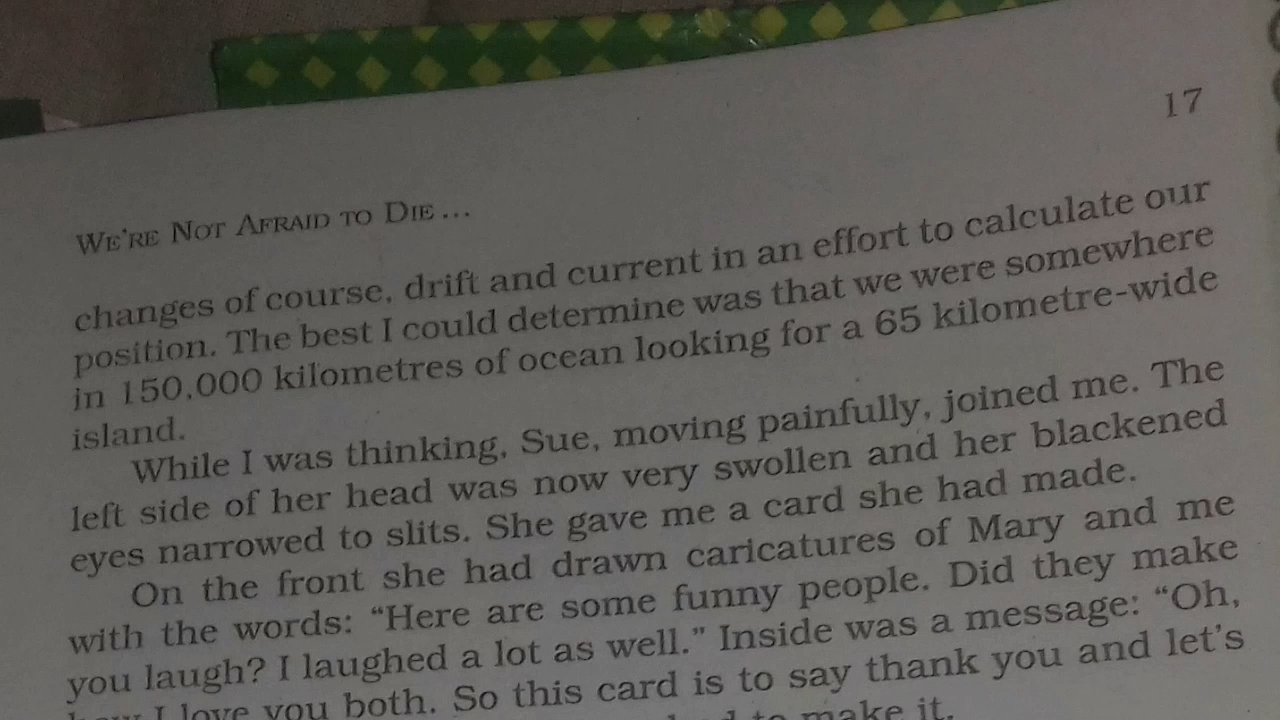 17
WE'RE NOT AFRAID TO DIE...
changes of course, drift and current in an effort to calculate our
position. The best I could determine was that we were somewhere
in 150,000 kilometres of ocean looking for a 65 kilometre-wide
island.
While I was thinking, Sue, moving painfully, joined me. The
left side of her head was now very swollen and her blackened
eyes narrowed to slits. She gave me a card she had made.
On the front she had drawn caricatures of Mary and me
with the words: “Here are some funny people. Did they make
you laugh? I laughed a lot as well.” Inside was a message: “Oh,
I love you both. So this card is to say thank you and let's
to make it.